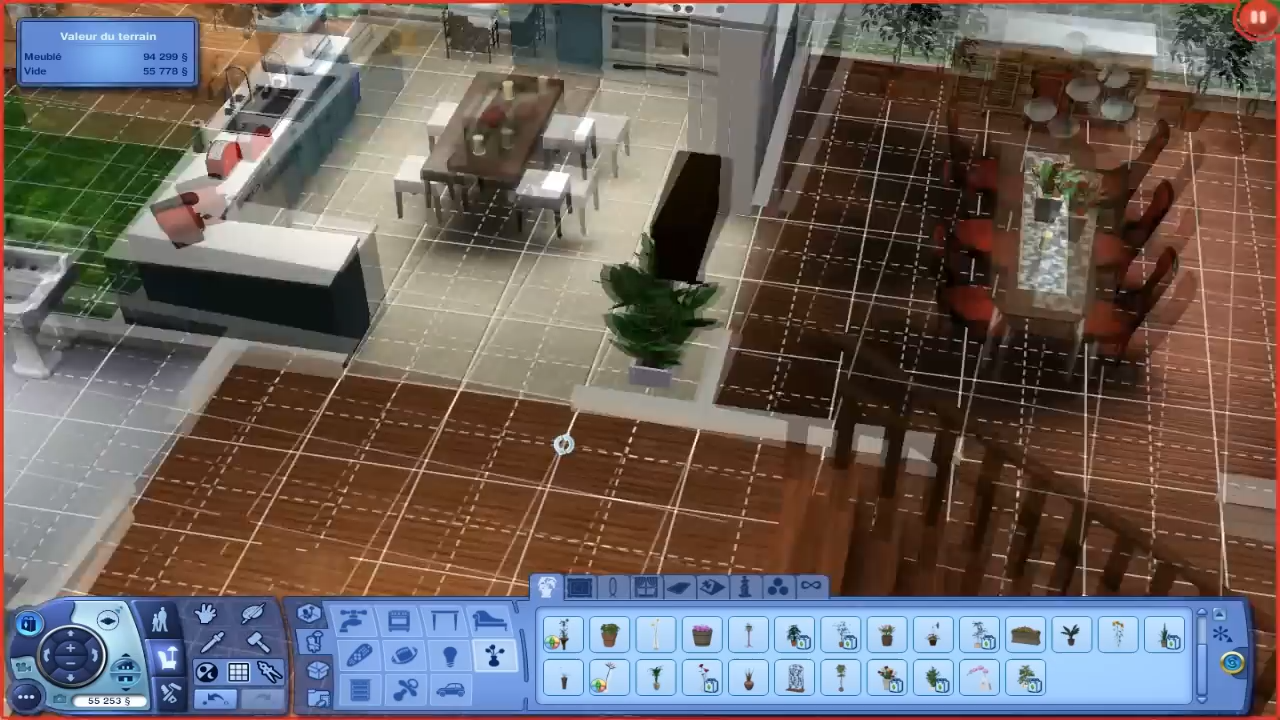 Valeur du terrain
Meublé 94 299 §
Vide 55 778 §
55 253 §